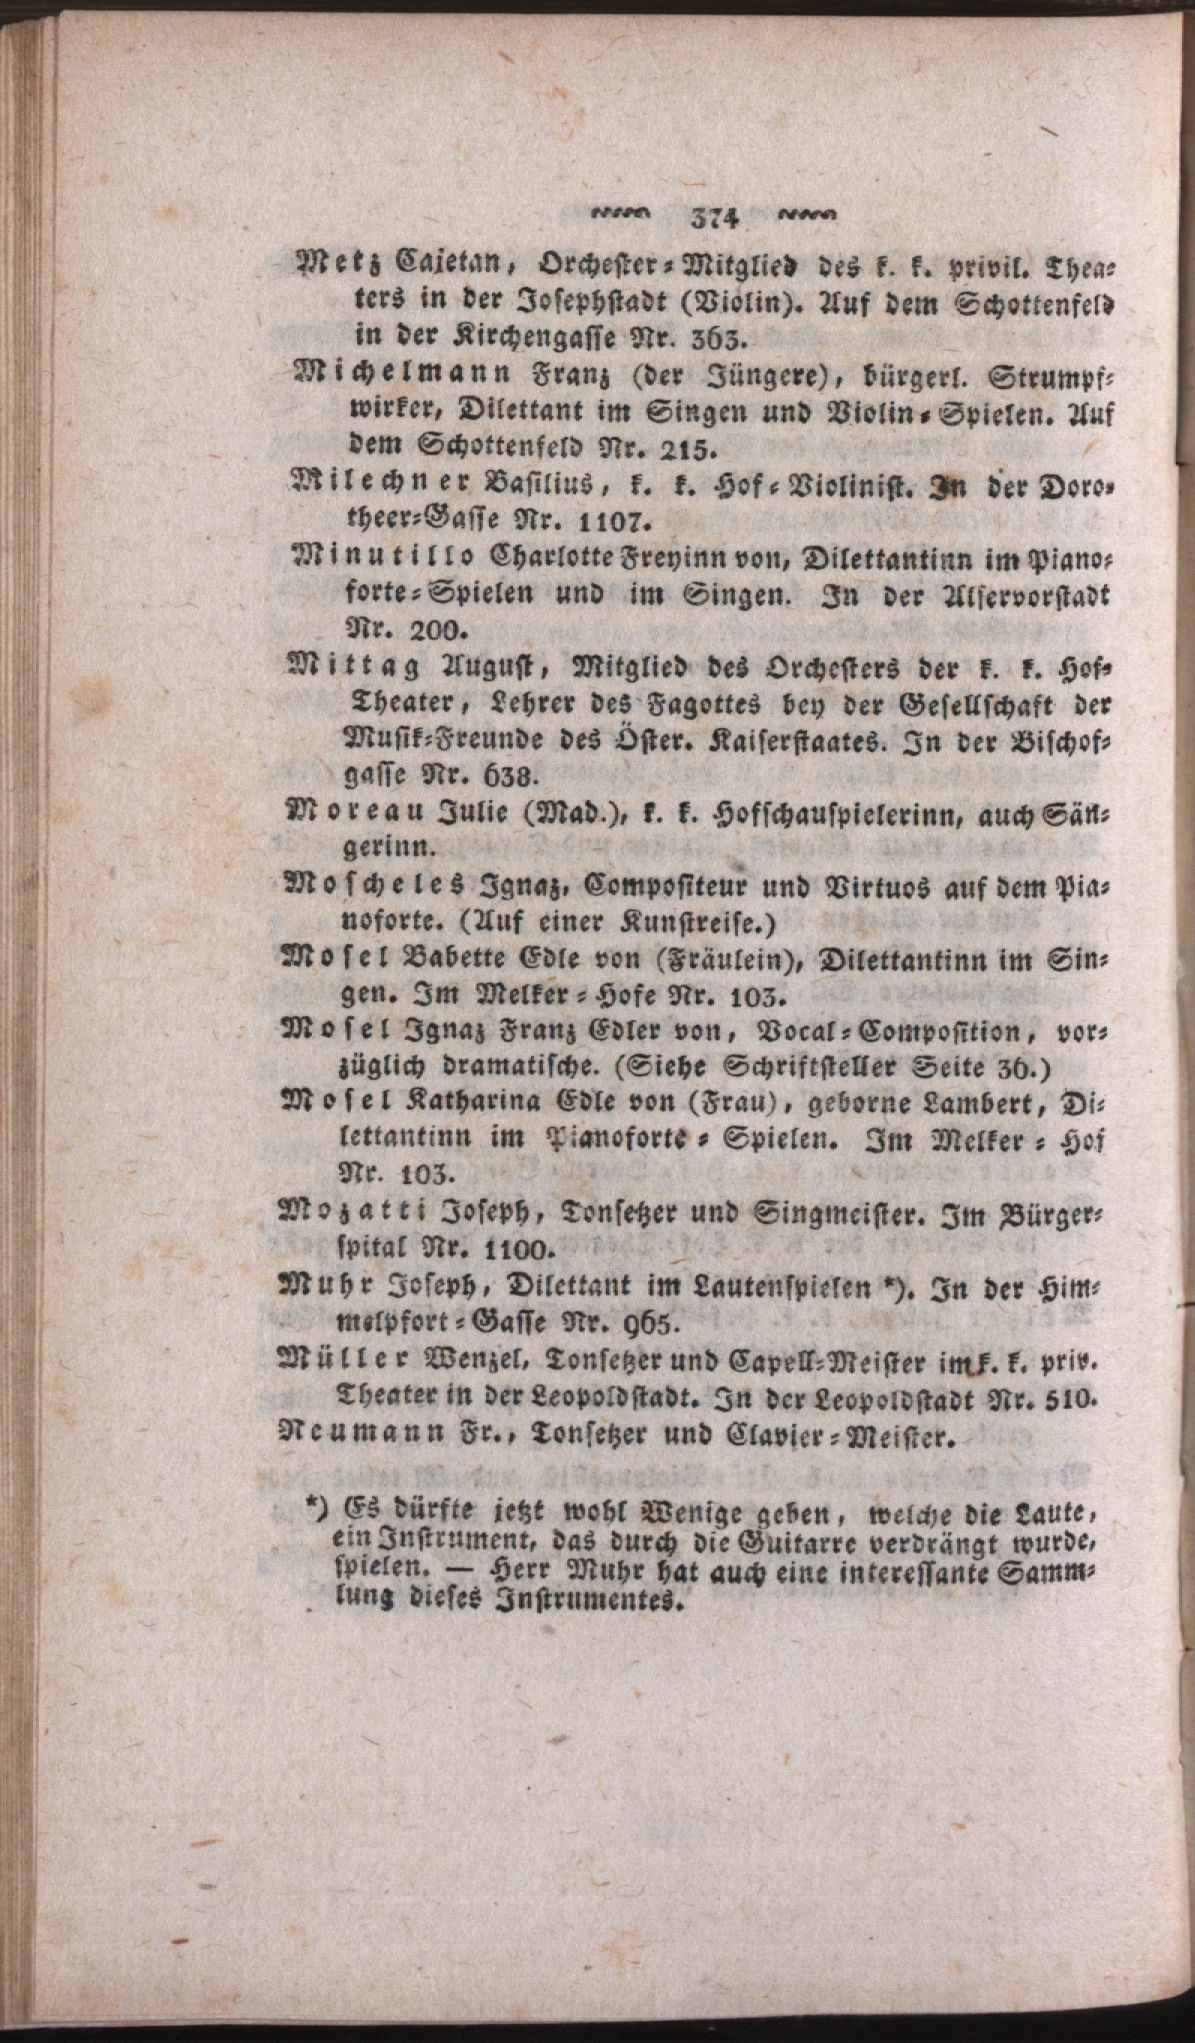 374
Metz Cajetan, Orchester-Mitglied des k. k. privil. Thea-
ters in der Josephstadt (Violin). Auf dem Schottenfeld
in der Kirchengasse Nr. 363.
Michelmann Franz (der Jüngere), bürgerl. Strumpf-
wirker, Dilettant im Singen und Violin-Spielen. Auf
dem Schottenfeld Nr. 215.
Milechner Basilius, k. k. Hof-Violinist. In der Doro-
theer-Gasse Nr. 1107.
Minutillo Charlotte Freyinn von, Dilettantinn im Piano-
forte-Spielen und im Singen. In der Alservorstadt
Nr. 200.
Mittag August, Mitglied des Orchesters der k. k. Hof-
Theater, Lehrer des Fagottes bey der Gesellschaft der
Musik-Freunde des Öster. Kaiserstaates. In der Bischof-
gasse Nr. 638.
Moreau Julie (Mad.), k. k. Hofschauspielerinn, auch Sän-
gerinn.
Moscheles Ignaz, Compositeur und Virtuos auf dem Pia-
noforte. (Auf einer Kunstreise.)
Mosel Babette Edle von (Fräulein), Dilettantinn im Sin-
gen. Im Melker-Hofe Nr. 103.
Mosel Ignaz Franz Edler von, Vocal-Composition, vor-
züglich dramatische. (Siehe Schriftsteller Seite 36.)
Mosel Katharina Edle von (Frau), geborne Lambert, Di-
lettantinn im Pianoforte-Spielen. Im Melker-Hof
Nr. 103.
Mozatti Joseph, Tonsetzer und Singmeister. Im Bürger-
spital Nr. 1100.
Muhr Joseph, Dilettant im Lautenspielen *). In der Him-
melpfort-Gasse Nr. 965.
Müller Wenzel, Tonsetzer und Capell-Meister im k. k. priv.
Theater in der Leopoldstadt. In der Leopoldstadt Nr. 510.
Neumann Fr., Tonsetzer und Clavier-Meister.
*) Es dürfte jetzt wohl Wenige geben, welche die Laute,
ein Instrument, das durch die Guitarre verdrängt wurde,
spielen. — Herr Muhr hat auch eine interessante Samm-
lung dieses Instrumentes.